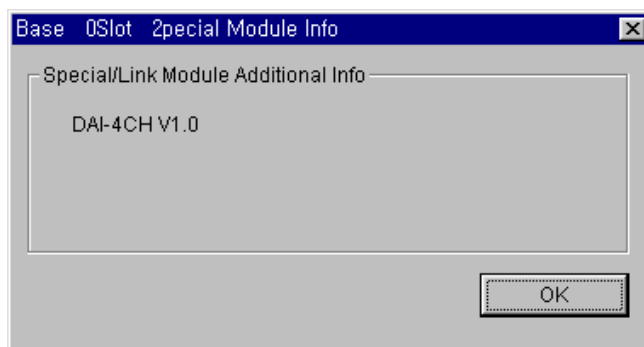 Base 0Slot 2pecial Module Info
Special/Link Module Additional Info
DAI-4CH V1.0
OK